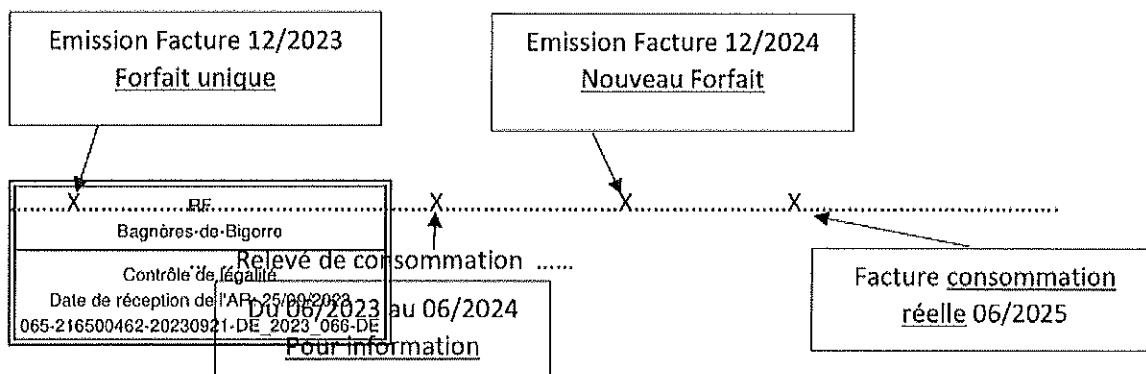 Emission Facture 12/2023
Forfait unique
Emission Facture 12/2024
Nouveau Forfait
X X X X
RF
Bagnères-de-Bigorre
Contrôle de légalité
Date de réception de l'AR: 25/09/2023
065-216500462-20230921-DE_2023_066-DE
... Relevé de consommation ......
Du 06/2023 au 06/2024
Pour information
Facture consommation
réelle 06/2025